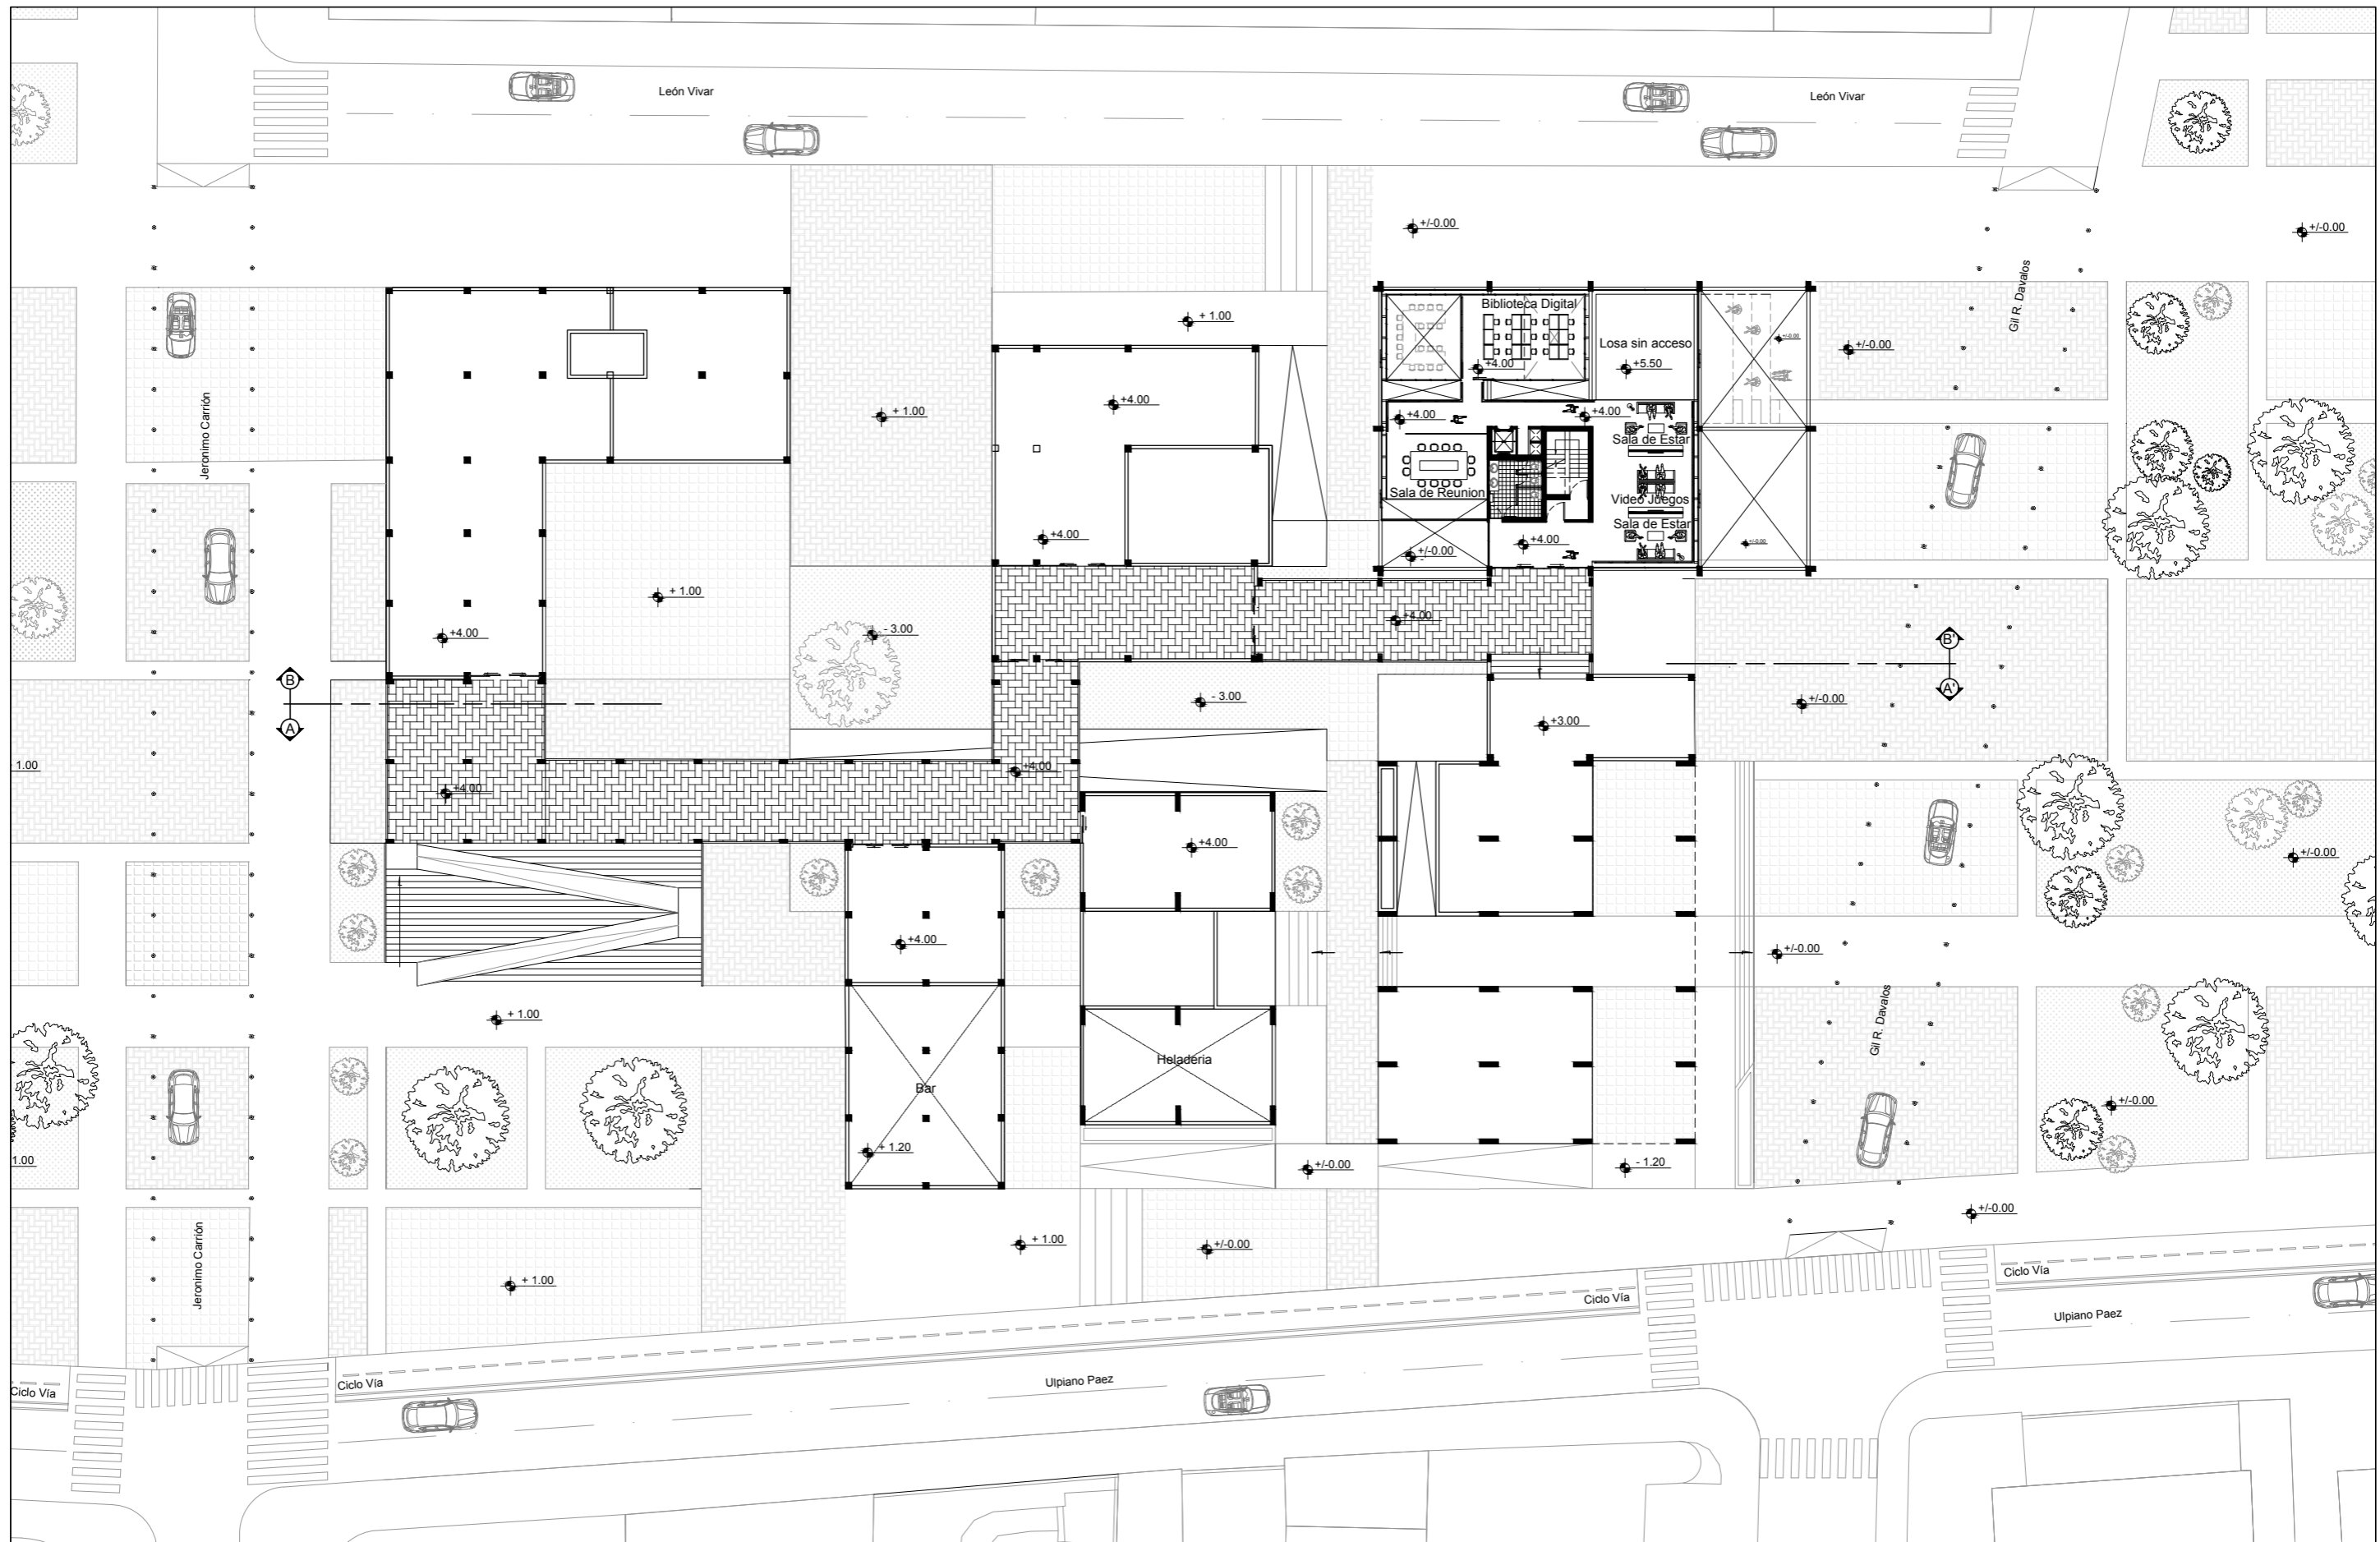 León Vivar
León Vivar
+/-0.00
+/-0.00
Gil R. Davalos
Biblioteca Digital
+ 1.00
+/-0.00
Losa sin acceso
+/-0.00
+4.00
+5.50
Jeronimo Carrión
+ 1.00
+4.00
+4.00
+4.00
Sala de Estar
Sala de Reunion
Video Juegos
Sala de Estar
+4.00
+/-0.00
+4.00
+/-0.00
+ 1.00
+4.00
- 3.00
+4.00
B
B'
A
A'
- 3.00
+/-0.00
+3.00
1.00
+4.00
+4.00
+4.00
+/-0.00
+4.00
+/-0.00
+ 1.00
Gil R. Davalos
Heladeria
Bar
+/-0.00
+ 1.20
1.00
+/-0.00
- 1.20
+/-0.00
Jeronimo Carrión
+ 1.00
+/-0.00
+ 1.00
Ciclo Vía
Ciclo Vía
Ulpiano Paez
Ciclo Vía
Ciclo Vía
Ulpiano Paez